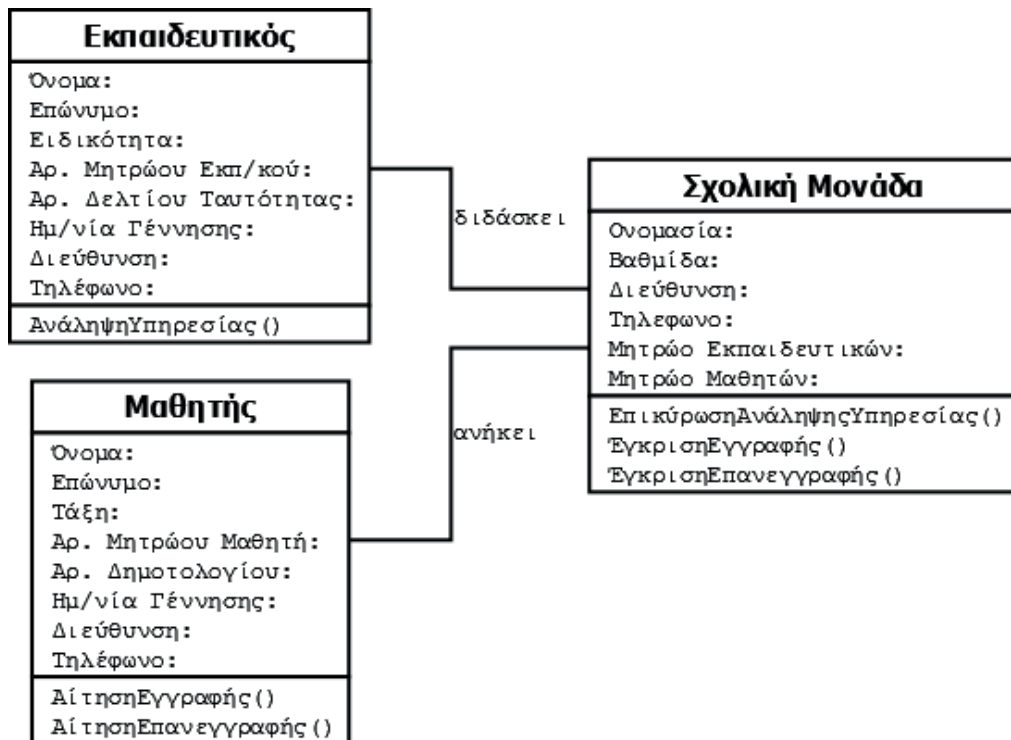 Εκπαιδευτικός
Όνομα:
Επώνυμο:
Ειδικότητα:
Αρ. Μητρώου Εκπ/κού:
Αρ. Δελτίου Ταυτότητας:
Ημ/νία Γέννησης:
Διεύθυνση:
Τηλέφωνο:
ΑνάληψηΥπηρεσίας()
διδάσκει
Σχολική Μονάδα
Ονομασία:
Βαθμίδα:
Διεύθυνση:
Τηλεφωνο:
Μητρώο Εκπαιδευτικών:
Μητρώο Μαθητών:
ΕπικύρωσηΑνάληψηςΥπηρεσίας()
ΈγκρισηΕγγραφής()
ΈγκρισηΕπανεγγραφής()
ανήκει
Μαθητής
Όνομα:
Επώνυμο:
Τάξη:
Αρ. Μητρώου Μαθητή:
Αρ. Δημοτολογίου:
Ημ/νία Γέννησης:
Διεύθυνση:
Τηλέφωνο:
ΑίτησηΕγγραφής()
ΑίτησηΕπανεγγραφής()